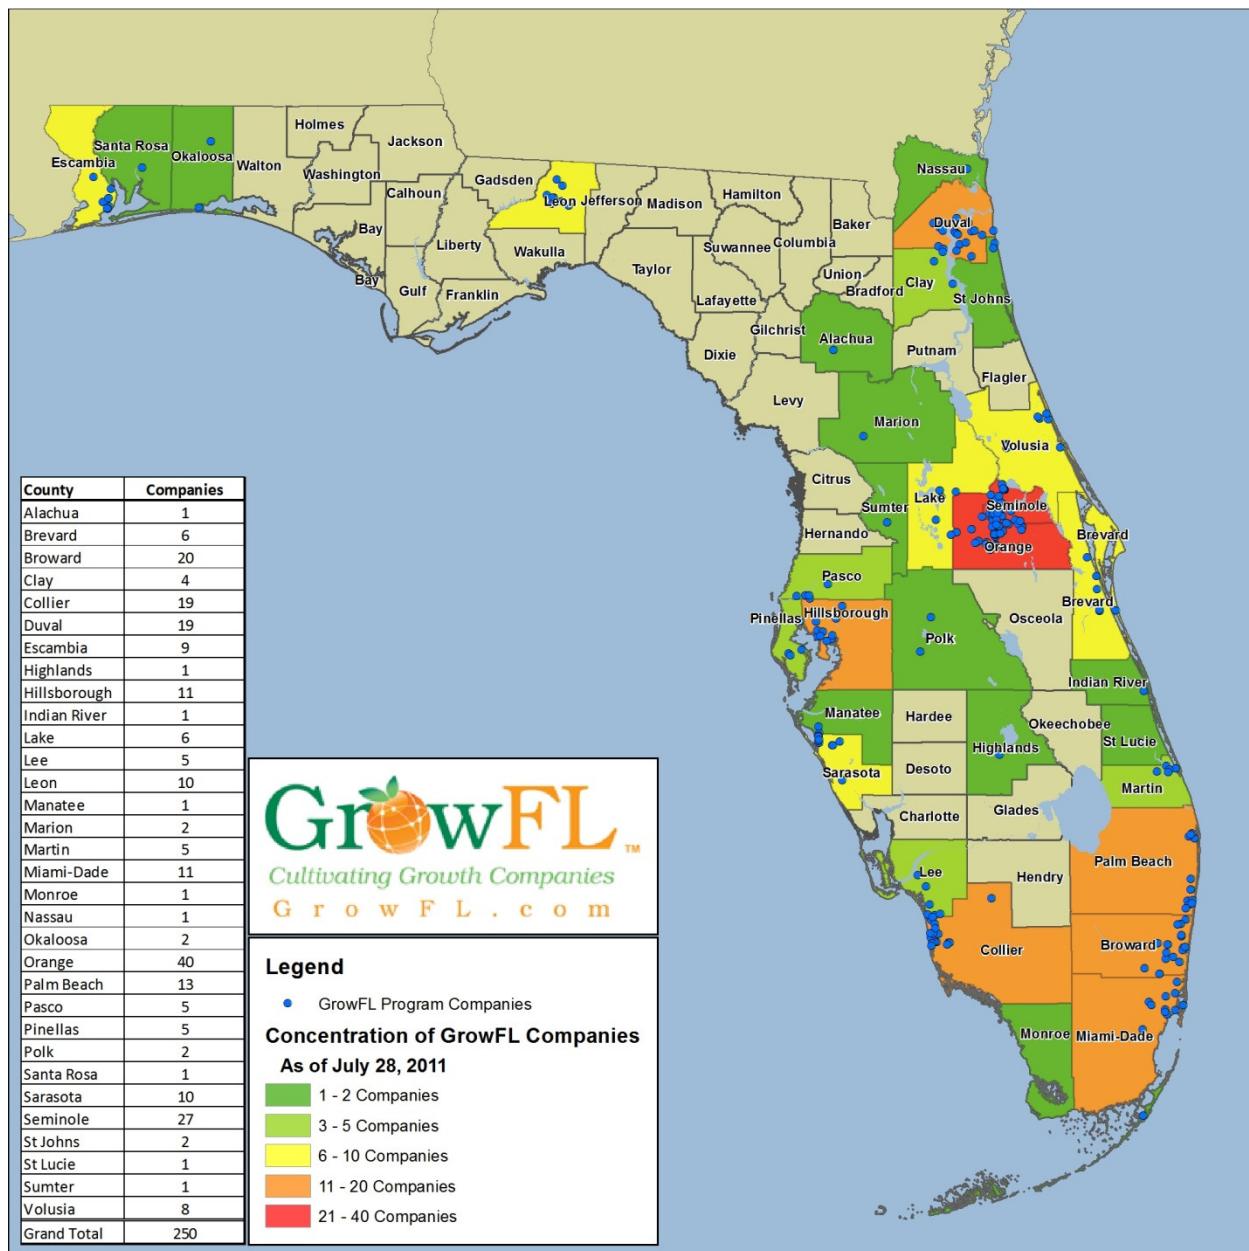 Holmes
Jackson
Santa Rosa
Okaloosa
Walton
Escambia
Washington
Calhoun
Gadsden
Leon
Jefferson
Madison
Hamilton
Nassau
Duval
Baker
Columbia
Suwannee
Bay
Liberty
Wakulla
Taylor
Lafayette
Union
Bradford
Clay
St Johns
Bay
Gulf
Franklin
Gilchrist
Dixie
Alachua
Putnam
Flagler
Levy
Marion
Volusia
Citrus
Sumter
Lake
Seminole
Orange
Brevard
Hernando
Pasco
Pinellas
Hillsborough
Polk
Osceola
Brevard
Indian River
Manatee
Hardee
Highlands
Okeechobee
St Lucie
Sarasota
Desoto
Martin
Charlotte
Glades
Lee
Hendry
Palm Beach
Collier
Broward
Monroe
Miami-Dade
County Companies
Alachua 1
Brevard 6
Broward 20
Clay 4
Collier 19
Duval 19
Escambia 9
Highlands 1
Hillsborough 11
Indian River 1
Lake 6
Lee 5
Leon 10
Manatee 1
Marion 2
Martin 5
Miami-Dade 11
Monroe 1
Nassau 1
Okaloosa 2
Orange 40
Palm Beach 13
Pasco 5
Pinellas 5
Polk 2
Santa Rosa 1
Sarasota 10
Seminole 27
St Johns 2
St Lucie 1
Sumter 1
Volusia 8
Grand Total 250
GrowFL™
Cultivating Growth Companies
GrowFL.com
Legend
GrowFL Program Companies
Concentration of GrowFL Companies
As of July 28, 2011
1 - 2 Companies
3 - 5 Companies
6 - 10 Companies
11 - 20 Companies
21 - 40 Companies